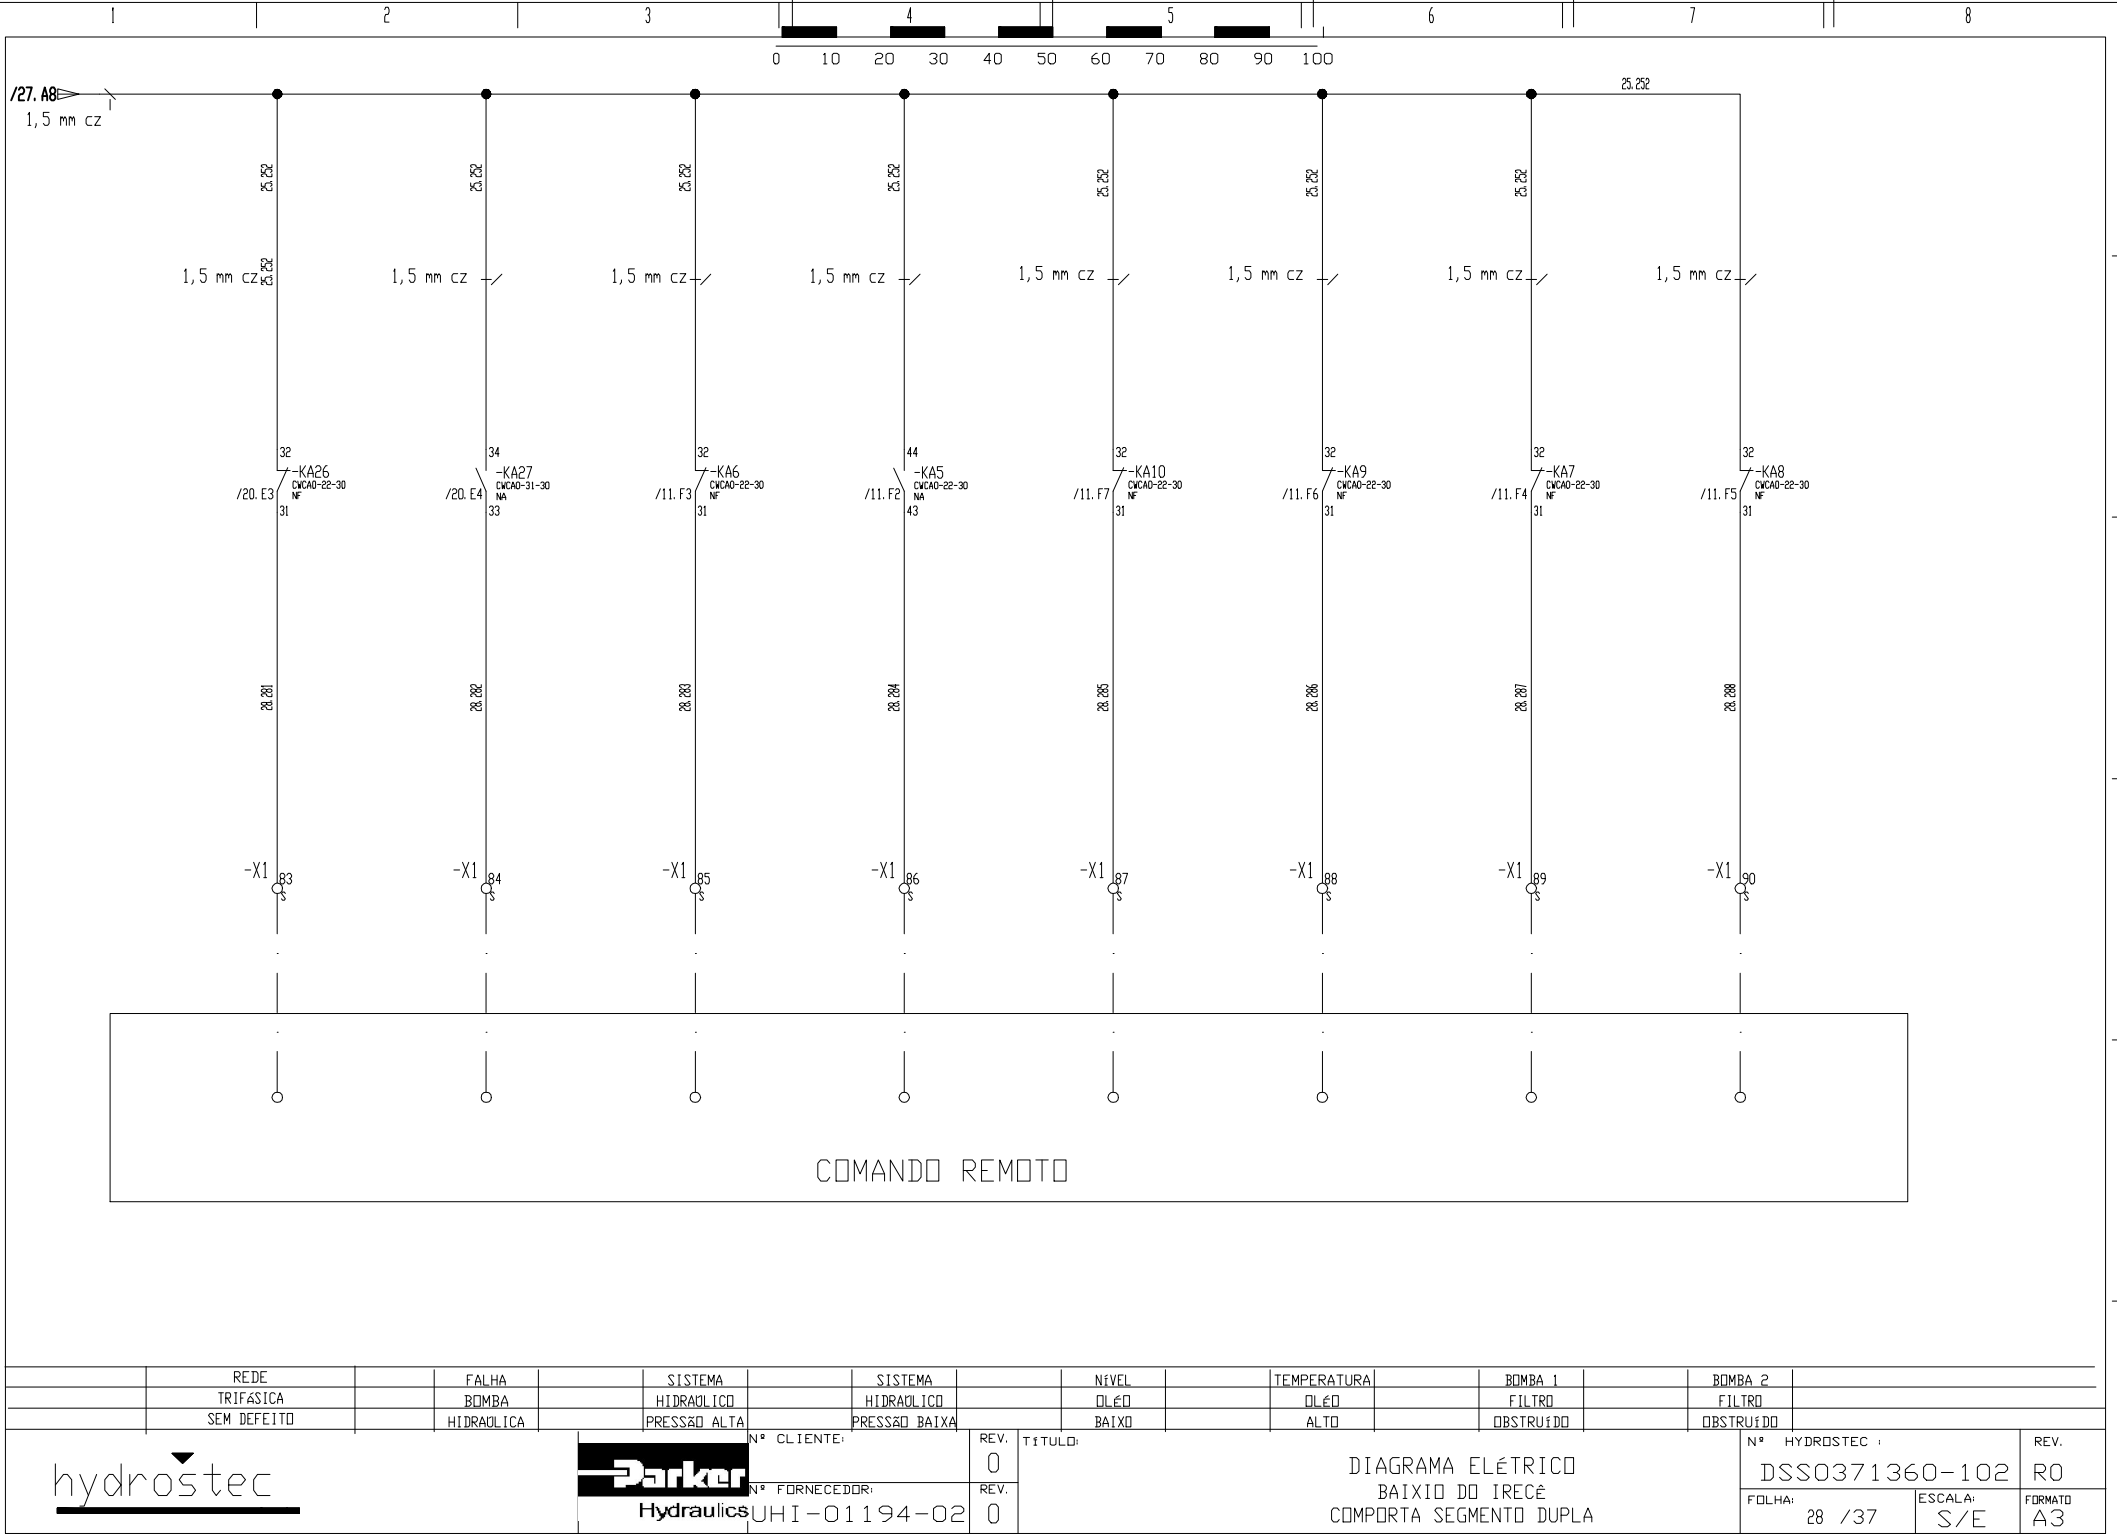 1 2 3 4 5 6 7 8
0 10 20 30 40 50 60 70 80 90 100
/27.A8
25.252
1,5 mm cz
25.252 25.252 25.252 25.252 25.252 25.252 25.252
1,5 mm cz 25.252 1,5 mm cz 1,5 mm cz 1,5 mm cz 1,5 mm cz 1,5 mm cz 1,5 mm cz 1,5 mm cz
32 34 32 44 32 32 32 32
-KA26 -KA27 -KA6 -KA5 -KA10 -KA9 -KA7 -KA8
CWCA0-22-30 CWCA0-31-30 CWCA0-22-30 CWCA0-22-30 CWCA0-22-30 CWCA0-22-30 CWCA0-22-30 CWCA0-22-30
/20.E3 NF /20.E4 NA /11.F3 NF /11.F2 NA /11.F7 NF /11.F6 NF /11.F4 NF /11.F5 NF
31 33 31 43 31 31 31 31
28.281 28.282 28.283 28.284 28.285 28.286 28.287 28.288
-X1 83 -X1 84 -X1 85 -X1 86 -X1 87 -X1 88 -X1 89 -X1 90
S S S S S S S S
COMANDO REMOTO
REDE FALHA SISTEMA SISTEMA NíVEL TEMPERATURA BOMBA 1 BOMBA 2
TRIFáSICA BOMBA HIDRAÚLICO HIDRAÚLICO OLéO OLéO FILTRO FILTRO
SEM DEFEITO HIDRAÚLICA PRESSãO ALTA PRESSãO BAIXA BAIXO ALTO OBSTRUíDO OBSTRUíDO
hydrostec
Parker
Hydraulics
Nº CLIENTE:
REV.
0
Nº FORNECEDOR:
UHI-01194-02
REV.
0
TíTULO:
DIAGRAMA ELéTRICO
BAIXIO DO IRECê
COMPORTA SEGMENTO DUPLA
Nº HYDROSTEC :
DSS0371360-102
REV.
R0
FOLHA:
28 /37
ESCALA:
S/E
FORMATO
A3